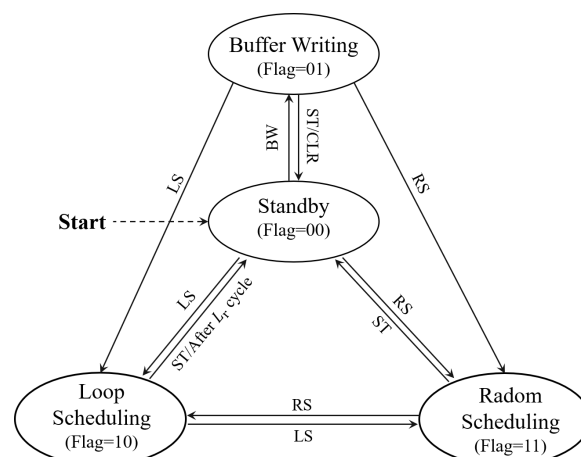 Buffer Writing
(Flag=01)
LS
BW
ST/CLR
RS
Start
Standby
(Flag=00)
LS
ST/After Lr cycle
RS
ST
Loop
Scheduling
(Flag=10)
RS
LS
Radom
Scheduling
(Flag=11)